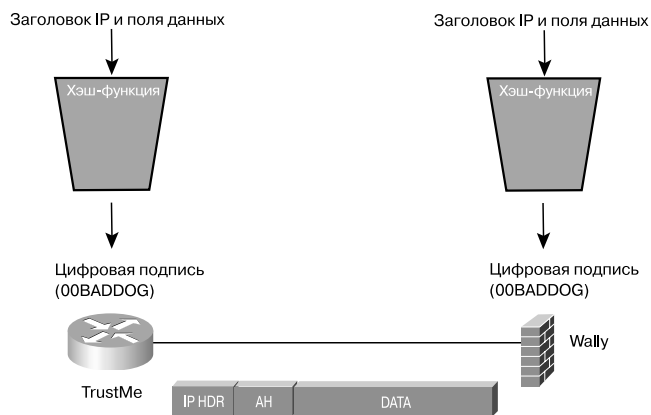 Заголовок IP и поля данных
Заголовок IP и поля данных
Хэш-функция
Хэш-функция
Цифровая подпись
(00BADDOG)
Цифровая подпись
(00BADDOG)
TrustMe
Wally
IP HDR
AH
DATA